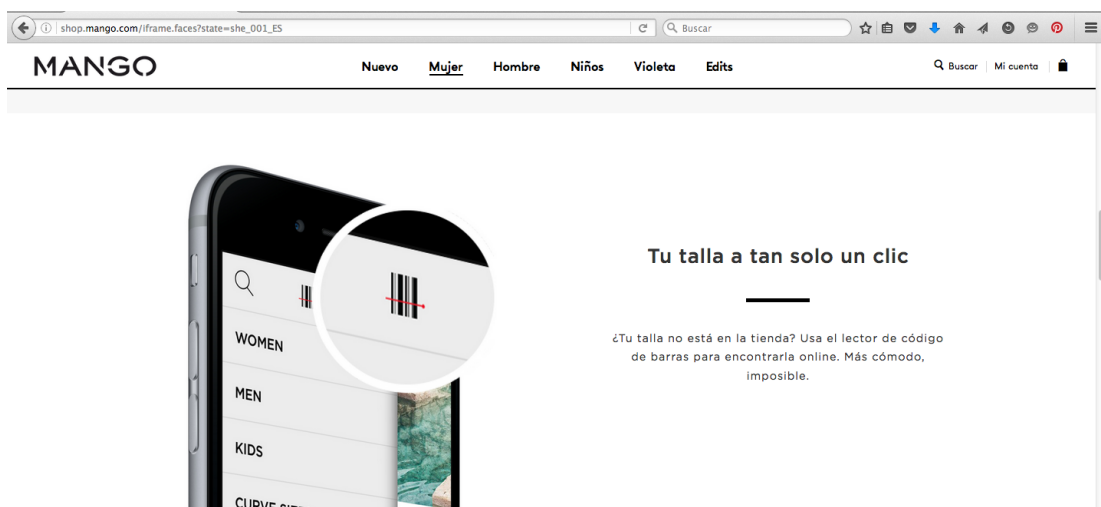 shop.mango.com/iframe.faces?state=she_001_ES
Buscar
MANGO
Nuevo Mujer Hombre Niños Violeta Edits
Buscar Mi cuenta
Tu talla a tan solo un clic
¿Tu talla no está en la tienda? Usa el lector de código
de barras para encontrarla online. Más cómodo,
imposible.
WOMEN
MEN
KIDS
CURVE